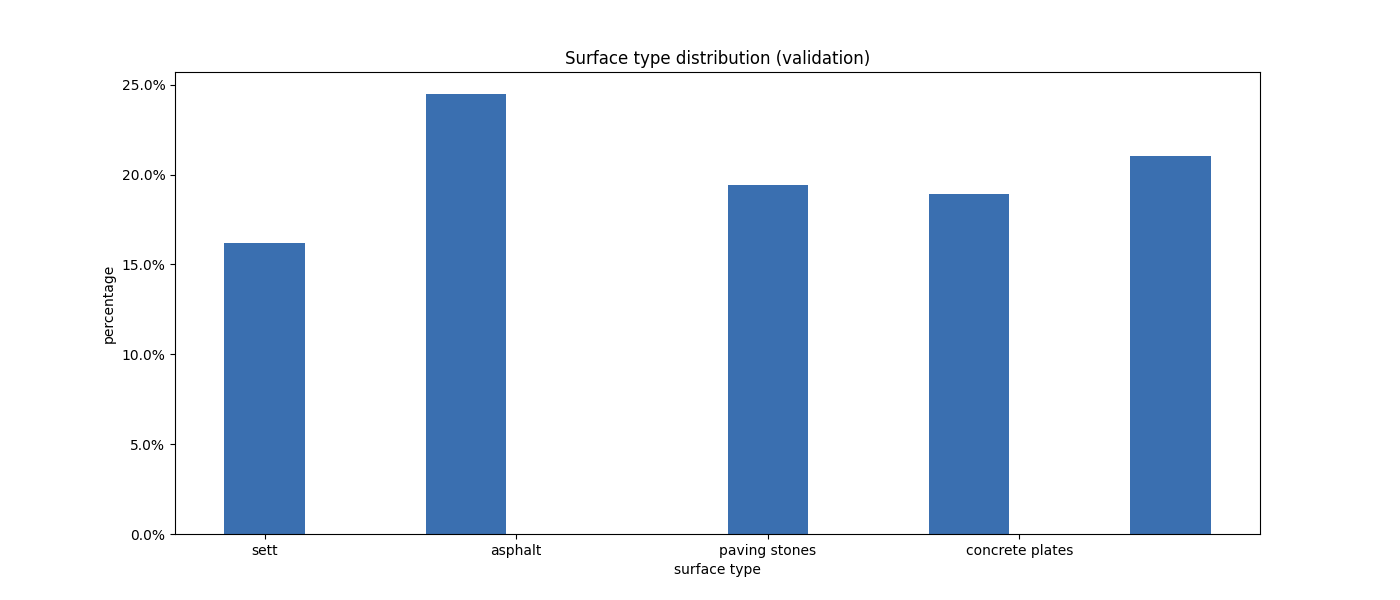 Surface type distribution (validation)
25.0%
20.0%
15.0%
10.0%
5.0%
0.0%
percentage
sett asphalt paving stones concrete plates
surface type